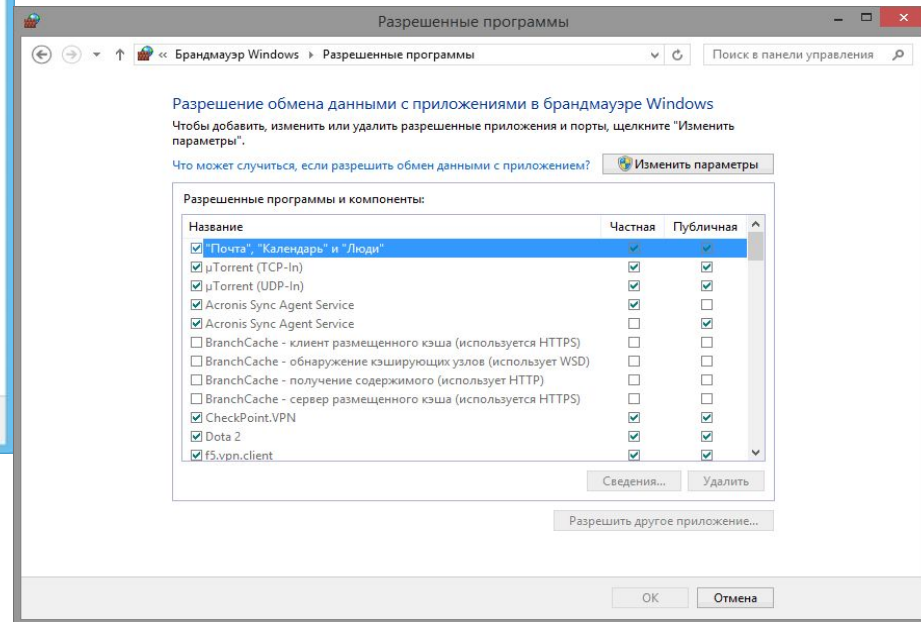 Разрешенные программы
« Брандмауэр Windows Разрешенные программы Поиск в панели управления
Разрешение обмена данными с приложениями в брандмауэре Windows
Чтобы добавить, изменить или удалить разрешенные приложения и порты, щелкните "Изменить
параметры".
Что может случиться, если разрешить обмен данными с приложением? Изменить параметры
Разрешенные программы и компоненты:
Название Частная Публичная
"Почта", "Календарь" и "Люди"
µTorrent (TCP-In)
µTorrent (UDP-In)
Acronis Sync Agent Service
Acronis Sync Agent Service
BranchCache - клиент размещенного кэша (используется HTTPS)
BranchCache - обнаружение кэширующих узлов (использует WSD)
BranchCache - получение содержимого (использует HTTP)
BranchCache - сервер размещенного кэша (используется HTTPS)
CheckPoint.VPN
Dota 2
f5.vpn.client
Сведения... Удалить
Разрешить другое приложение...
OK Отмена